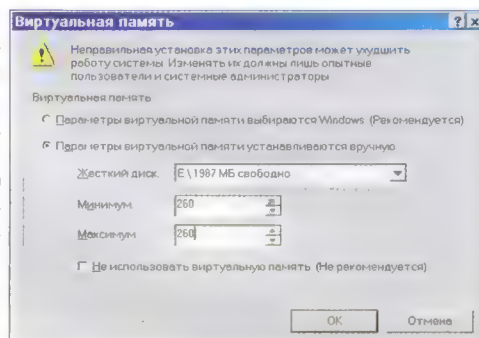 Виртуальная память
Неправильная установка этих параметров может ухудшить
работу системы. Изменять их должны лишь опытные
пользователи и системные администраторы
Виртуальная память
Параметры виртуальной памяти выбираются Windows (Рекомендуется)
Параметры виртуальной памяти устанавливаются вручную
Жесткий диск: E:\ 1987 МБ свободно
Минимум 260
Максимум 260
Не использовать виртуальную память (Не рекомендуется)
OK Отмена